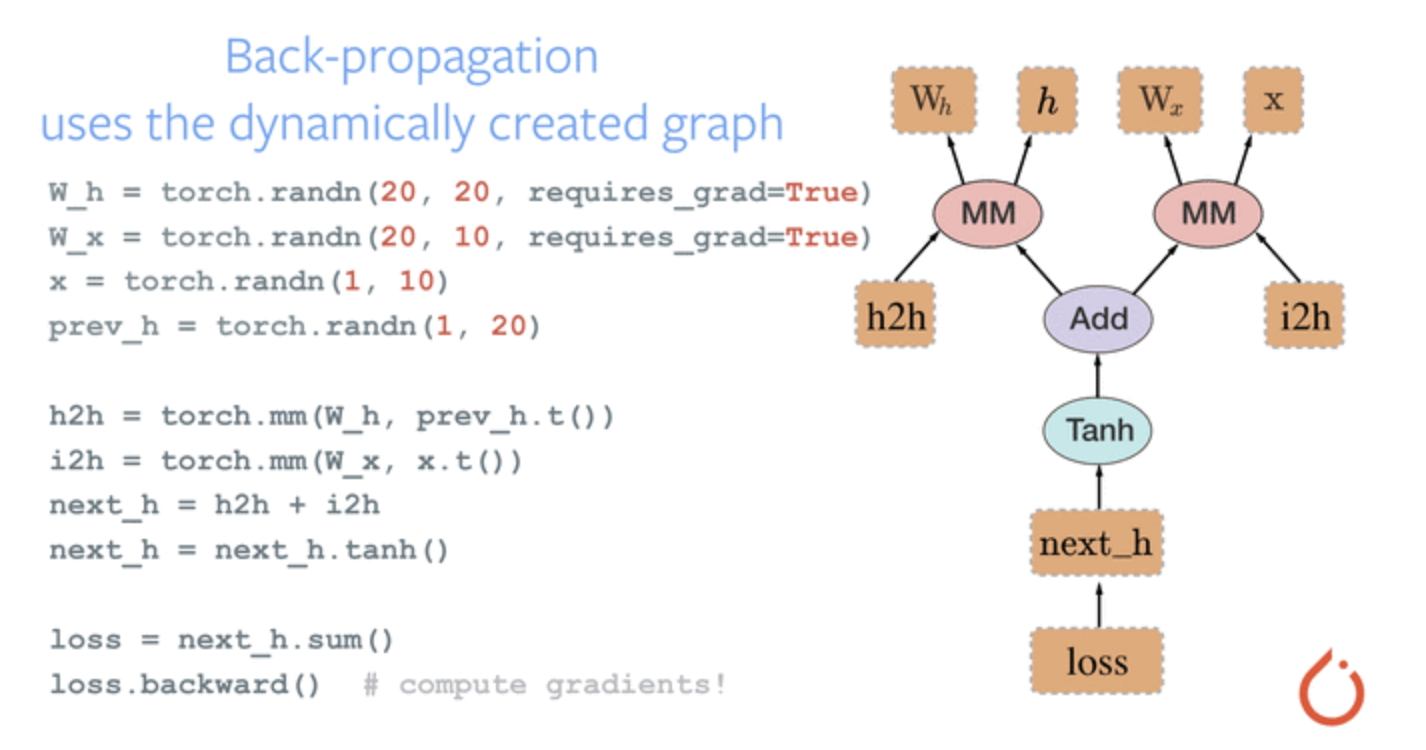 Back-propagation
uses the dynamically created graph
W_h = torch.randn(20, 20, requires_grad=True)
W_x = torch.randn(20, 10, requires_grad=True)
x = torch.randn(1, 10)
prev_h = torch.randn(1, 20)
h2h = torch.mm(W_h, prev_h.t())
i2h = torch.mm(W_x, x.t())
next_h = h2h + i2h
next_h = next_h.tanh()
loss = next_h.sum()
loss.backward()  # compute gradients!
W_h h W_x x
MM MM
h2h Add i2h
Tanh
next_h
loss